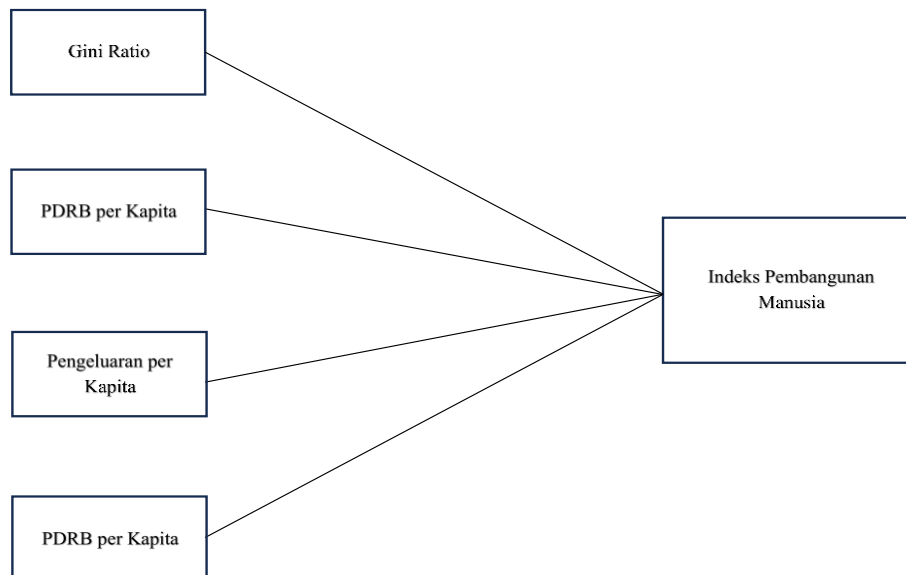 Gini Ratio
PDRB per Kapita
Indeks Pembangunan
Manusia
Pengeluaran per
Kapita
PDRB per Kapita